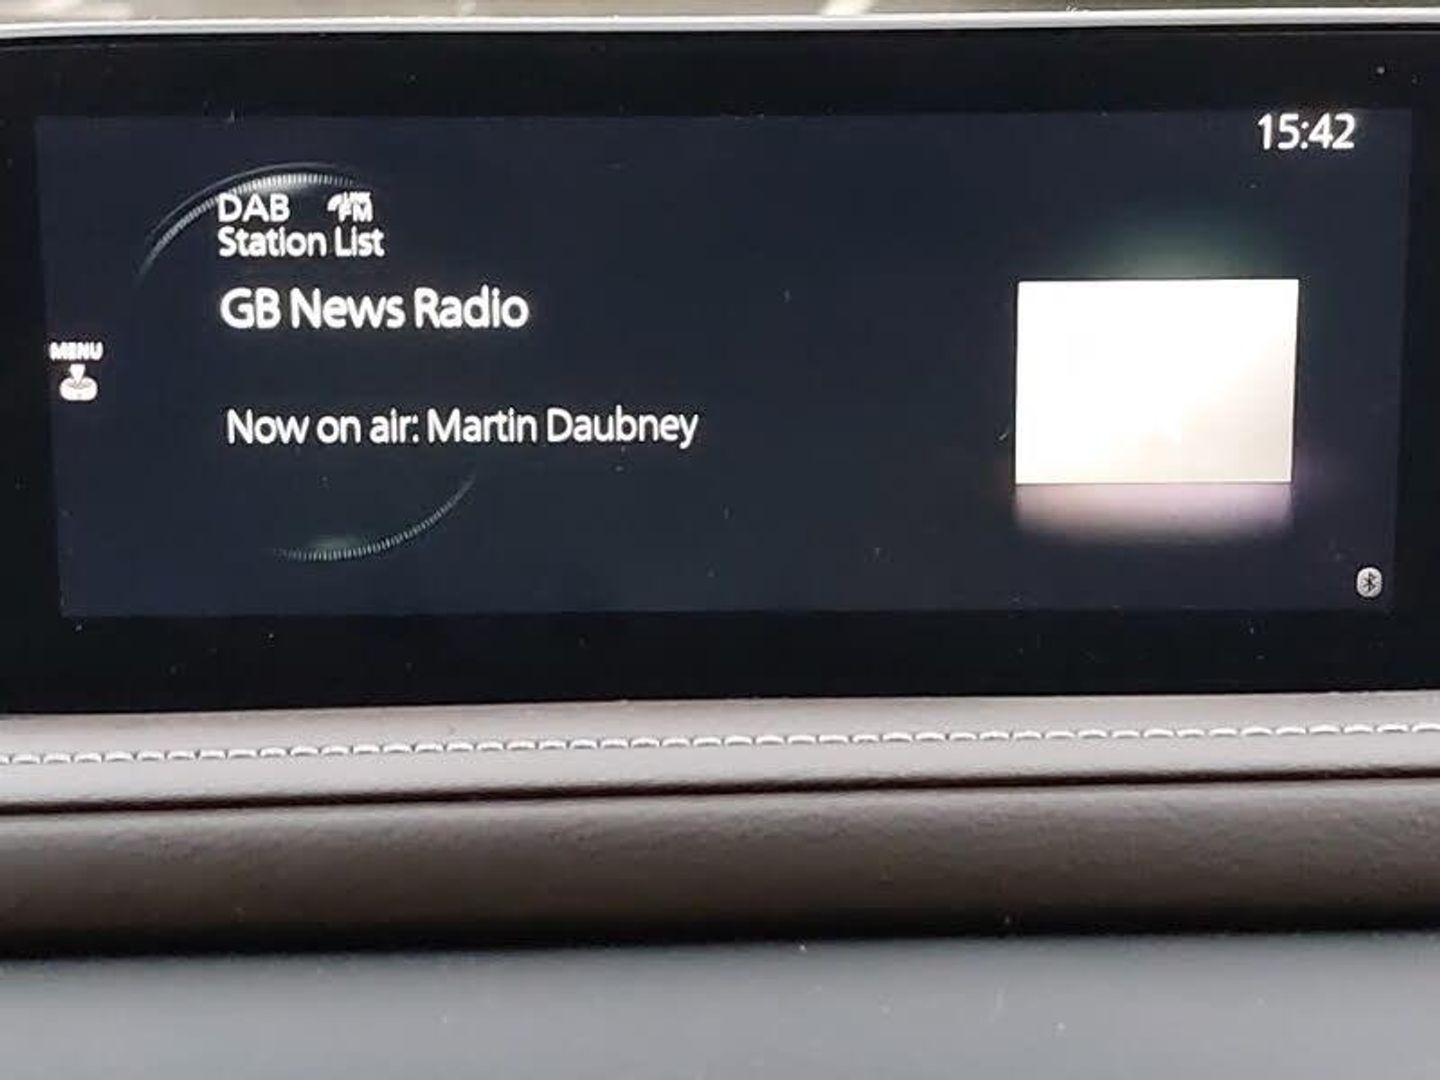 15:42
DAB
FM
Station List
GB News Radio
MENU
Now on air: Martin Daubney